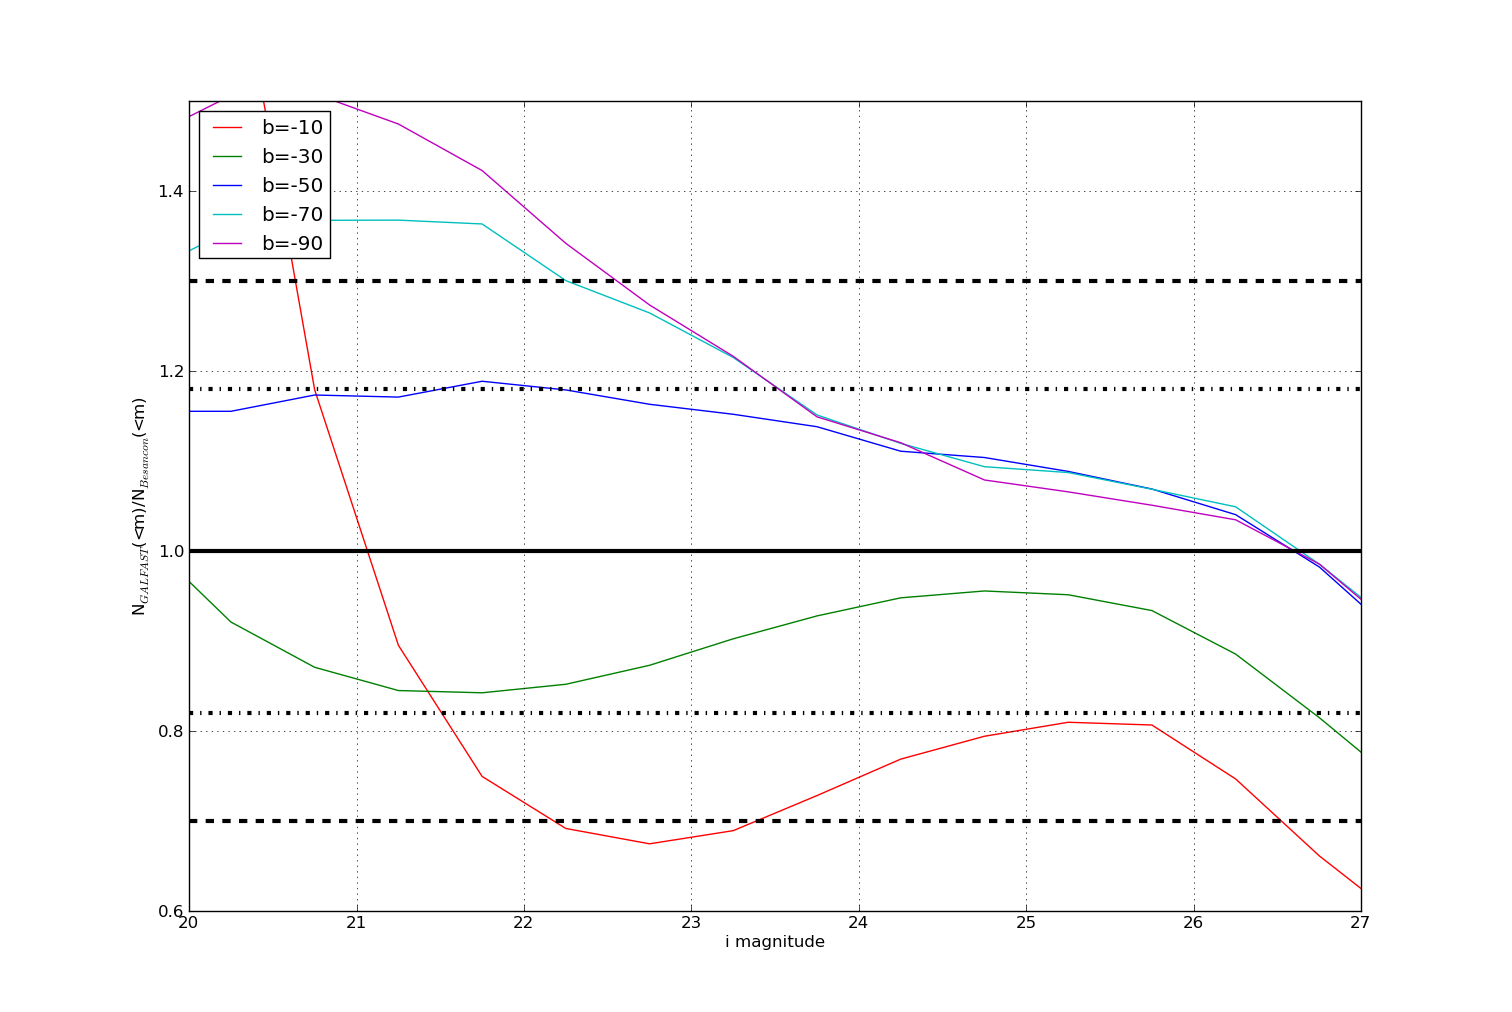 b=-10
b=-30
b=-50
b=-70
b=-90
1.4
1.2
1.0
0.8
0.6
N_GALFAST(<m)/N_Besancon(<m)
20 21 22 23 24 25 26 27
i magnitude